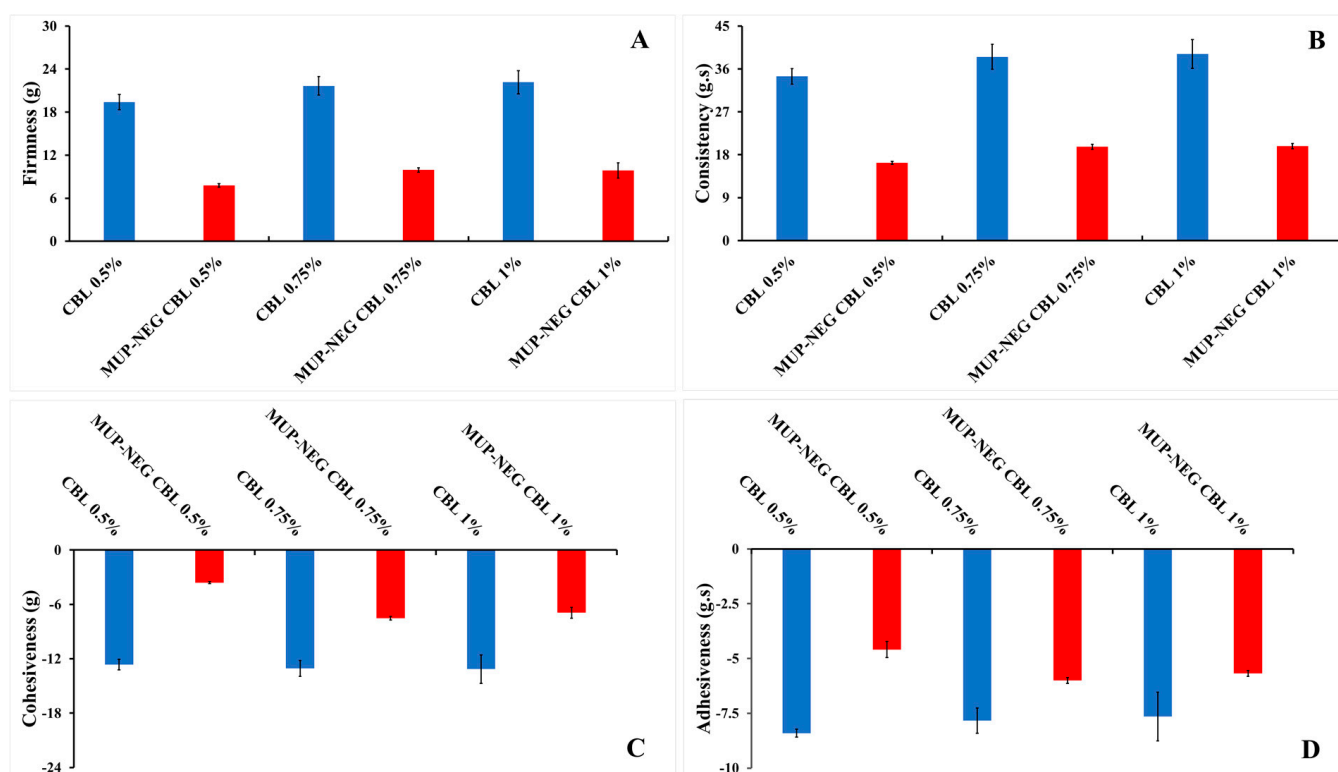 A
Firmness (g)
30
24
18
12
6
0
CBL 0.5%
MUP-NEG CBL 0.5%
CBL 0.75%
MUP-NEG CBL 0.75%
CBL 1%
MUP-NEG CBL 1%
B
Consistency (g.s)
45
36
27
18
9
0
CBL 0.5%
MUP-NEG CBL 0.5%
CBL 0.75%
MUP-NEG CBL 0.75%
CBL 1%
MUP-NEG CBL 1%
CBL 0.5%
MUP-NEG CBL 0.5%
CBL 0.75%
MUP-NEG CBL 0.75%
CBL 1%
MUP-NEG CBL 1%
Cohesiveness (g)
0
-6
-12
-18
-24
C
CBL 0.5%
MUP-NEG CBL 0.5%
CBL 0.75%
MUP-NEG CBL 0.75%
CBL 1%
MUP-NEG CBL 1%
Adhesiveness (g.s)
0
-2.5
-5
-7.5
-10
D